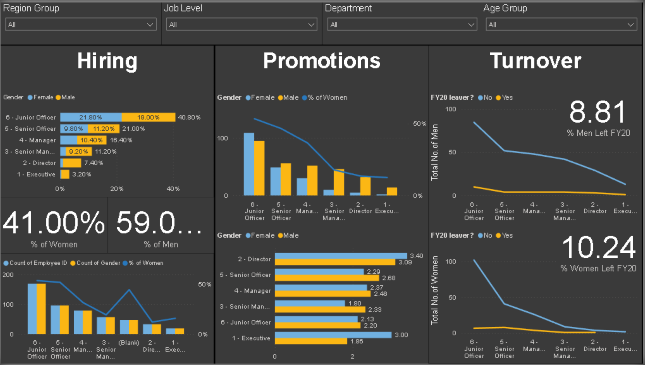 Region Group
All
Job Level
All
Department
All
Age Group
All
Hiring
Gender Female Male
6 - Junior Officer 21.80% 19.00% 40.80%
5 - Senior Officer 9.80% 11.20% 21.00%
4 - Manager 10.40% 16.40%
3 - Senior Man... 9.20% 11.20%
2 - Director 7.40%
1 - Executive 3.20%
0% 20% 40%
41.00%
% of Women
59.0...
% of Men
Count of Employee ID Count of Gender % of Women
200
100
0
50%
0%
6 - Junior Officer
5 - Senior Officer
4 - Mana...
3 - Senior Mana...
(Blank)
2 - Dire...
1 - Exec...
Promotions
Gender Female Male % of Women
100
0
50%
0%
6 - Junior Officer
5 - Senior Officer
4 - Mana...
3 - Senior Mana...
2 - Director
1 - Execu...
Gender Female Male
2 - Director 3.40 3.09
5 - Senior Officer 2.29 2.68
4 - Manager 2.37 2.48
3 - Senior Man... 1.80 2.33
6 - Junior Officer 2.13 2.20
1 - Executive 3.00 1.85
0 2
Turnover
FY20 leaver? No Yes
8.81
% Men Left FY20
Total No.of Men
100
50
0
6 - Junior Officer
5 - Senior Officer
4 - Mana...
3 - Senior Mana...
2 - Director
1 - Execu...
FY20 leaver? No Yes
10.24
% Women Left FY20
Total No.of Women
100
50
0
6 - Junior Officer
5 - Senior Officer
4 - Mana...
3 - Senior Mana...
2 - Director
1 - Execu...